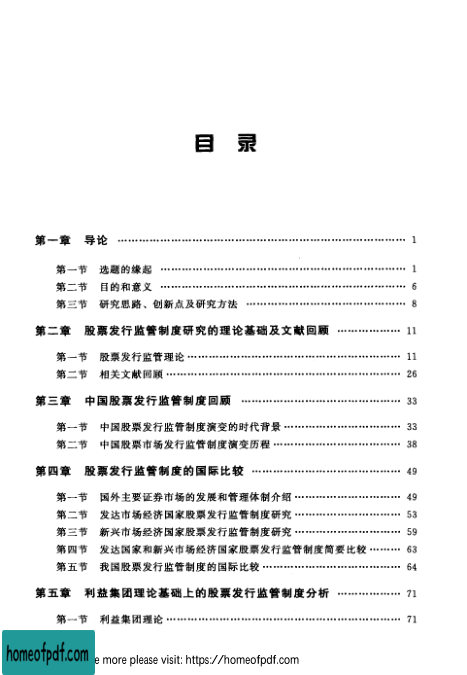 目 录
第一章 导论 …… 1
第一节 选题的缘起 …… 1
第二节 目的和意义 …… 6
第三节 研究思路、创新点及研究方法 …… 8
第二章 股票发行监管制度研究的理论基础及文献回顾 …… 11
第一节 股票发行监管理论 …… 11
第二节 相关文献回顾 …… 26
第三章 中国股票发行监管制度回顾 …… 33
第一节 中国股票发行监管制度演变的时代背景 …… 33
第二节 中国股票市场发行监管制度演变历程 …… 38
第四章 股票发行监管制度的国际比较 …… 49
第一节 国外主要证券市场的发展和管理体制介绍 …… 49
第二节 发达市场经济国家股票发行监管制度研究 …… 53
第三节 新兴市场经济国家股票发行监管制度研究 …… 59
第四节 发达国家和新兴市场经济国家股票发行监管制度简要比较 …… 63
第五节 我国股票发行监管制度的国际比较 …… 64
第五章 利益集团理论基础上的股票发行监管制度分析 …… 71
第一节 利益集团理论 …… 71
homeofpdf.com
e more please visit: https://homeofpdf.com